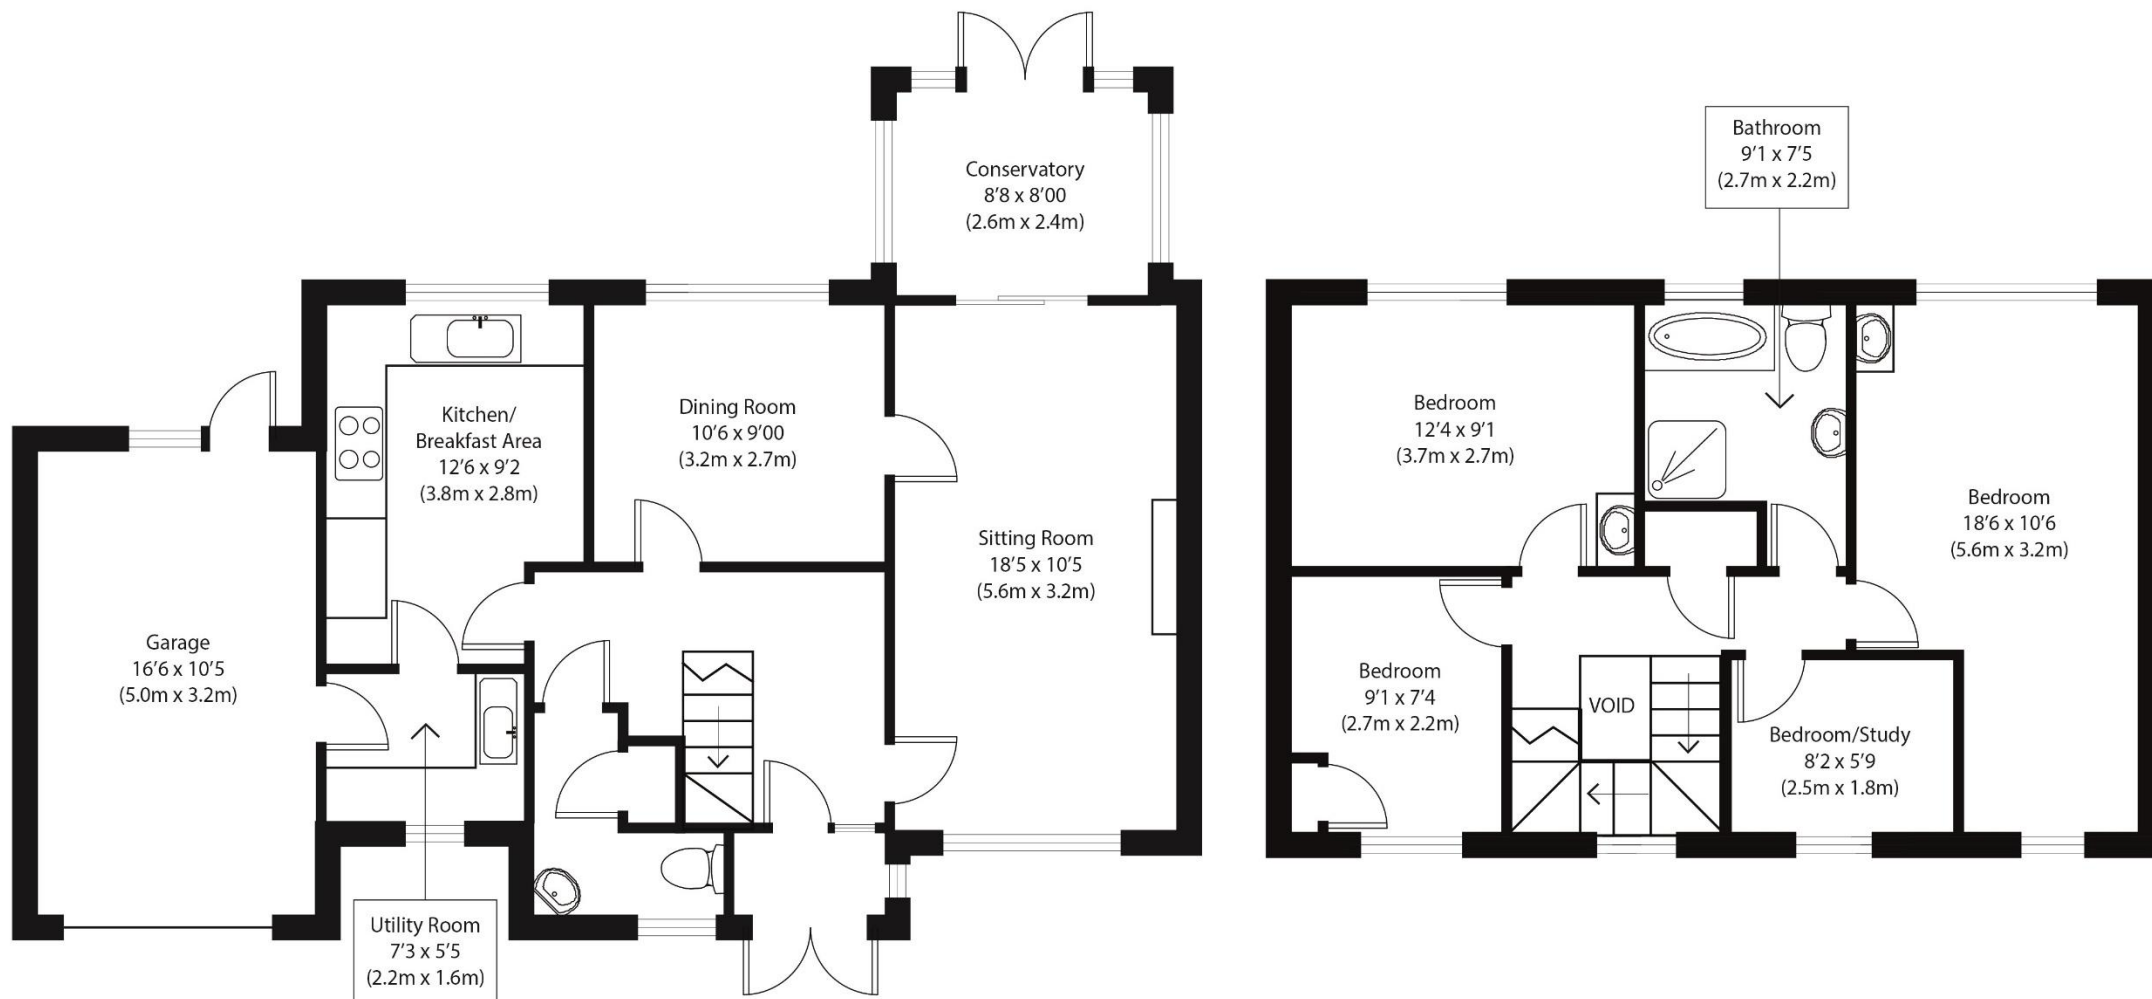 Conservatory
8’8 x 8’00
(2.6m x 2.4m)
Kitchen/
Breakfast Area
12’6 x 9’2
(3.8m x 2.8m)
Dining Room
10’6 x 9’00
(3.2m x 2.7m)
Sitting Room
18’5 x 10’5
(5.6m x 3.2m)
Garage
16’6 x 10’5
(5.0m x 3.2m)
Utility Room
7’3 x 5’5
(2.2m x 1.6m)
Bathroom
9’1 x 7’5
(2.7m x 2.2m)
Bedroom
12’4 x 9’1
(3.7m x 2.7m)
Bedroom
18’6 x 10’6
(5.6m x 3.2m)
Bedroom
9’1 x 7’4
(2.7m x 2.2m)
VOID
Bedroom/Study
8’2 x 5’9
(2.5m x 1.8m)